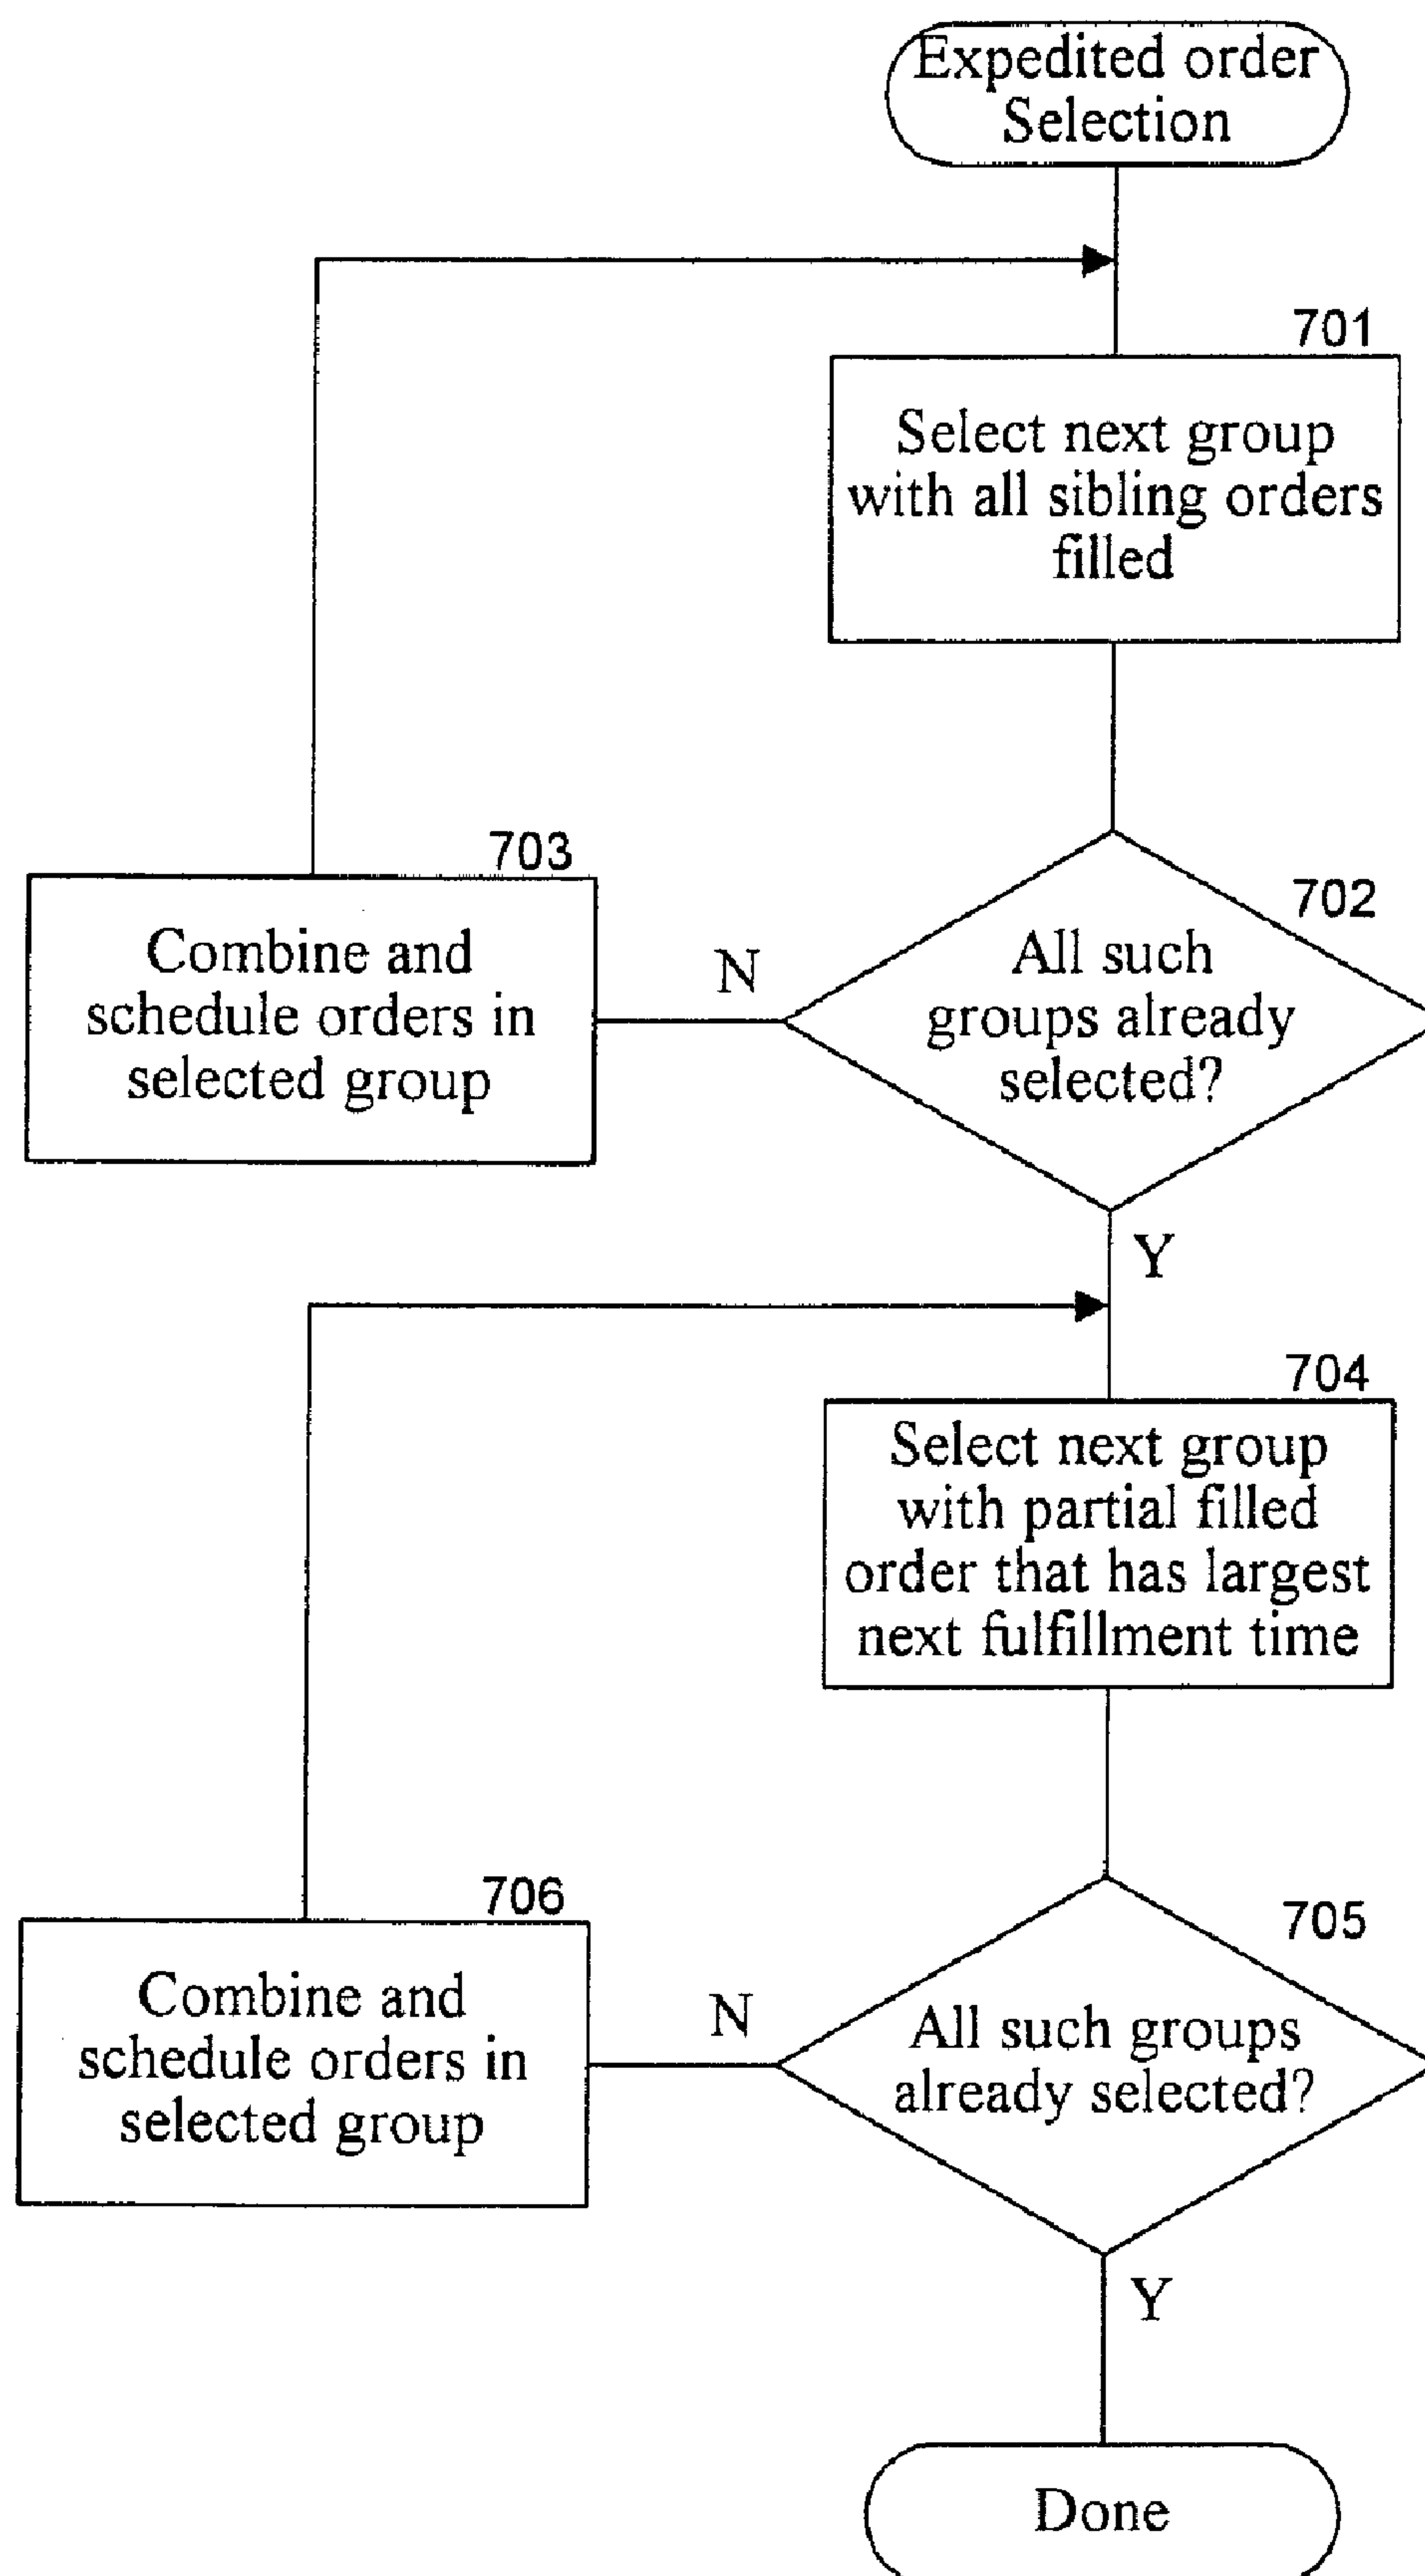 Expedited order
Selection
701
Select next group
with all sibling orders
filled
702
All such
groups already
selected?
N
703
Combine and
schedule orders in
selected group
Y
704
Select next group
with partial filled
order that has largest
next fulfillment time
705
All such groups
already selected?
N
706
Combine and
schedule orders in
selected group
Y
Done